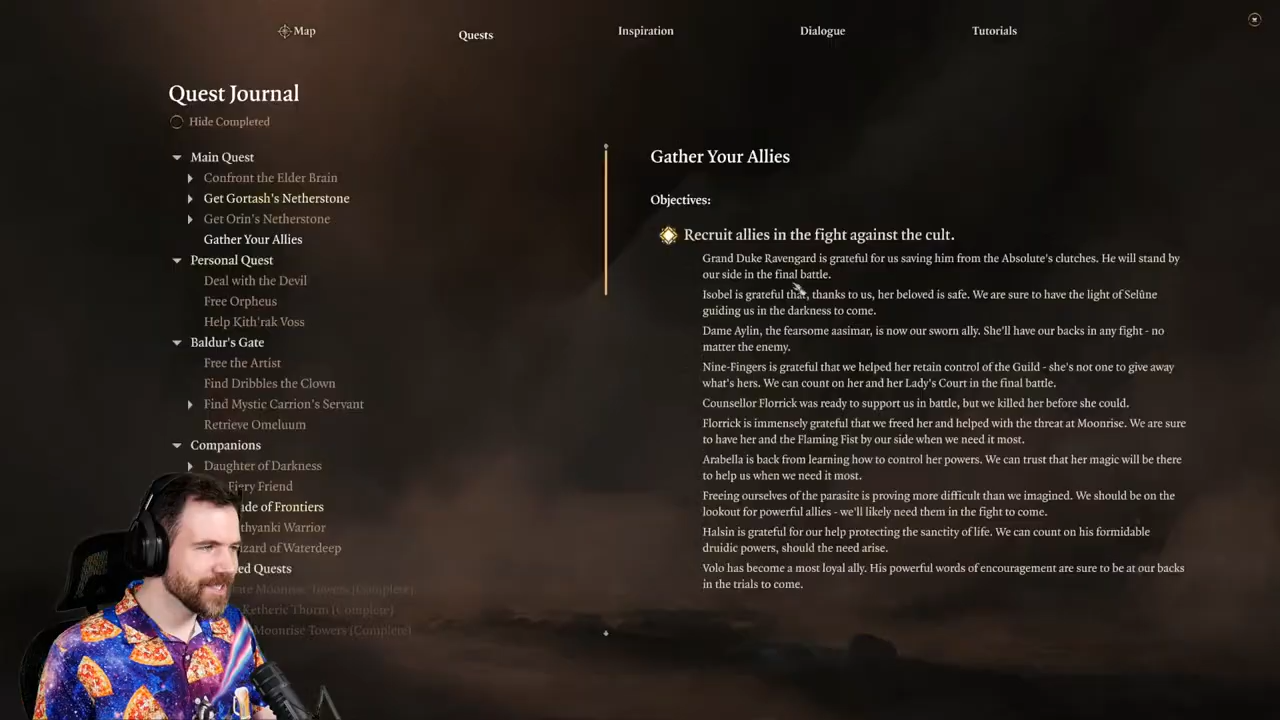 Map
Quests
Inspiration
Dialogue
Tutorials
Quest Journal
Hide Completed
Main Quest
Confront the Elder Brain
Get Gortash's Netherstone
Get Orin's Netherstone
Gather Your Allies
Personal Quest
Deal with the Devil
Free Orpheus
Help Kith'rak Voss
Baldur's Gate
Free the Artist
Find Dribbles the Clown
Find Mystic Carrion's Servant
Retrieve Omeluum
Companions
Daughter of Darkness
Fiery Friend
of Frontiers
Warrior
of Waterdeep
Quests
Moonrise Towers (Complete)
Ketheric Thorm (Complete)
Moonrise Towers (Complete)
Gather Your Allies
Objectives:
Recruit allies in the fight against the cult.
Grand Duke Ravengard is grateful for us saving him from the Absolute's clutches. He will stand by
our side in the final battle.
Isobel is grateful that, thanks to us, her beloved is safe. We are sure to have the light of Selûne
guiding us in the darkness to come.
Dame Aylin, the fearsome aasimar, is now our sworn ally. She'll have our backs in any fight - no
matter the enemy.
Nine-Fingers is grateful that we helped her retain control of the Guild - she's not one to give away
what's hers. We can count on her and her Lady's Court in the final battle.
Counsellor Florrick was ready to support us in battle, but we killed her before she could.
Florrick is immensely grateful that we freed her and helped with the threat at Moonrise. We are sure
to have her and the Flaming Fist by our side when we need it most.
Arabella is back from learning how to control her powers. We can trust that her magic will be there
to help us when we need it most.
Freeing ourselves of the parasite is proving more difficult than we imagined. We should be on the
lookout for powerful allies - we'll likely need them in the fight to come.
Halsin is grateful for our help protecting the sanctity of life. We can count on his formidable
druidic powers, should the need arise.
Volo has become a most loyal ally. His powerful words of encouragement are sure to be at our backs
in the trials to come.